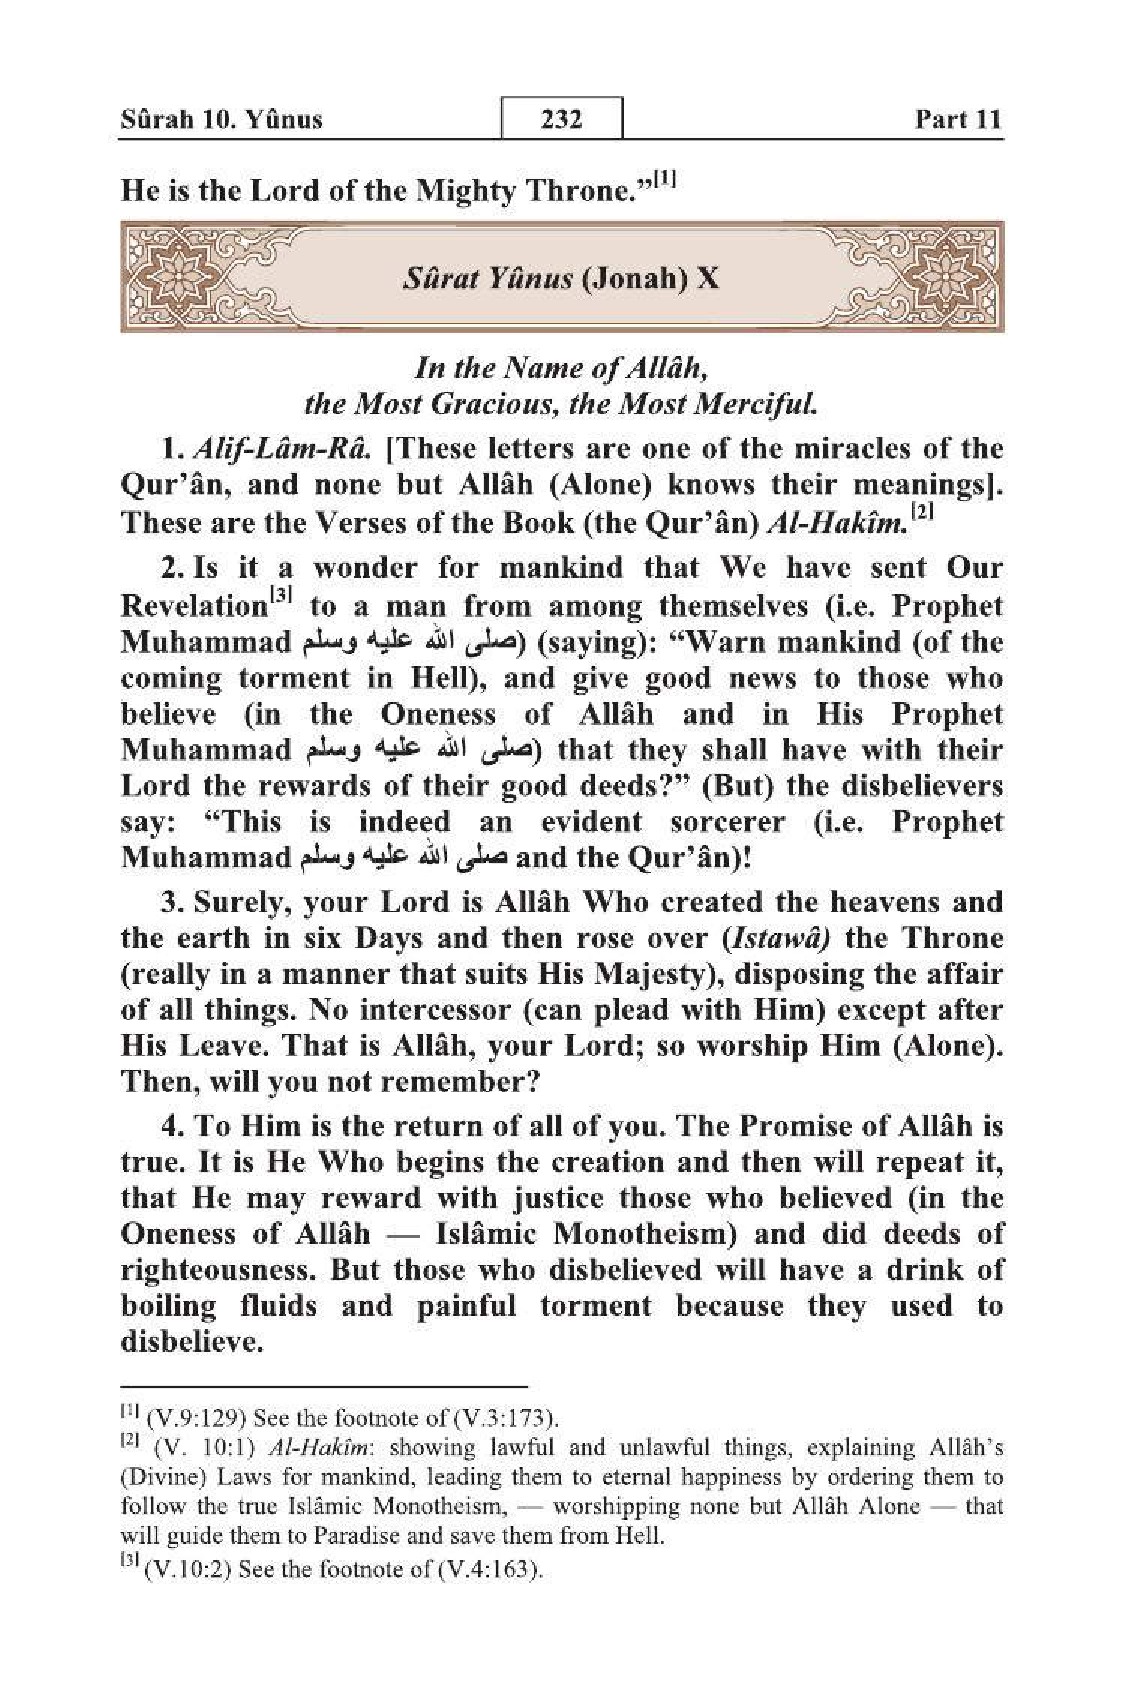 Sûrah 10. Yûnus 232 Part 11
He is the Lord of the Mighty Throne.”[1]
Sûrat Yûnus (Jonah) X
In the Name of Allâh,
the Most Gracious, the Most Merciful.
1. Alif-Lâm-Râ. [These letters are one of the miracles of the
Qur’ân, and none but Allâh (Alone) knows their meanings].
These are the Verses of the Book (the Qur’ân) Al-Hakîm.[2]
2. Is it a wonder for mankind that We have sent Our
Revelation[3] to a man from among themselves (i.e. Prophet
Muhammad صلى الله عليه وسلم) (saying): “Warn mankind (of the
coming torment in Hell), and give good news to those who
believe (in the Oneness of Allâh and in His Prophet
Muhammad صلى الله عليه وسلم) that they shall have with their
Lord the rewards of their good deeds?” (But) the disbelievers
say: “This is indeed an evident sorcerer (i.e. Prophet
Muhammad صلى الله عليه وسلم and the Qur’ân)!
3. Surely, your Lord is Allâh Who created the heavens and
the earth in six Days and then rose over (Istawâ) the Throne
(really in a manner that suits His Majesty), disposing the affair
of all things. No intercessor (can plead with Him) except after
His Leave. That is Allâh, your Lord; so worship Him (Alone).
Then, will you not remember?
4. To Him is the return of all of you. The Promise of Allâh is
true. It is He Who begins the creation and then will repeat it,
that He may reward with justice those who believed (in the
Oneness of Allâh — Islâmic Monotheism) and did deeds of
righteousness. But those who disbelieved will have a drink of
boiling fluids and painful torment because they used to
disbelieve.
[1] (V.9:129) See the footnote of (V.3:173).
[2] (V. 10:1) Al-Hakîm: showing lawful and unlawful things, explaining Allâh’s
(Divine) Laws for mankind, leading them to eternal happiness by ordering them to
follow the true Islâmic Monotheism, — worshipping none but Allâh Alone — that
will guide them to Paradise and save them from Hell.
[3] (V.10:2) See the footnote of (V.4:163).